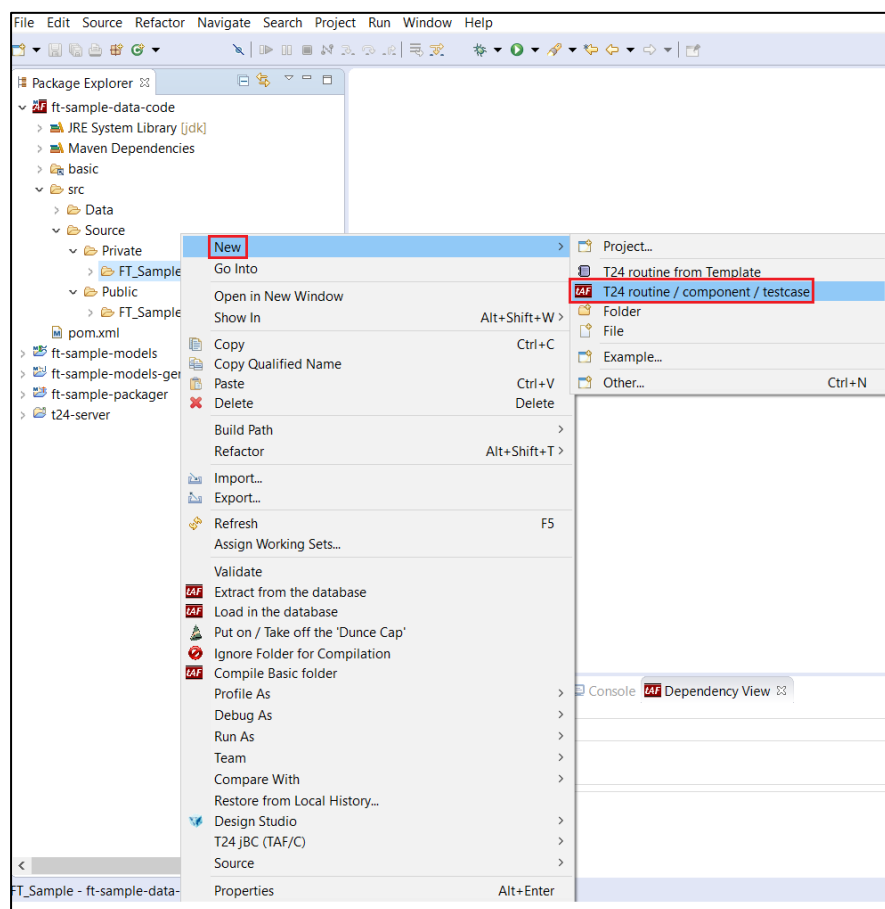 File Edit Source Refactor Navigate Search Project Run Window Help
Package Explorer
ft-sample-data-code
JRE System Library [jdk]
Maven Dependencies
basic
src
Data
Source
Private
FT_Sample
Public
FT_Sample
pom.xml
ft-sample-models
ft-sample-models-ger
ft-sample-packager
t24-server
New
Go Into
Open in New Window
Show In Alt+Shift+W >
Copy Ctrl+C
Copy Qualified Name
Paste Ctrl+V
Delete Delete
Build Path
Refactor Alt+Shift+T >
Import...
Export...
Refresh F5
Assign Working Sets...
Validate
tAF Extract from the database
tAF Load in the database
Put on / Take off the 'Dunce Cap'
Ignore Folder for Compilation
tAF Compile Basic folder
Profile As
Debug As
Run As
Team
Compare With
Restore from Local History...
Design Studio
T24 jBC (TAF/C)
Source
Properties Alt+Enter
Project...
T24 routine from Template
tAF T24 routine / component / testcase
Folder
File
Example...
Other... Ctrl+N
Console tAF Dependency View
FT_Sample - ft-sample-data-